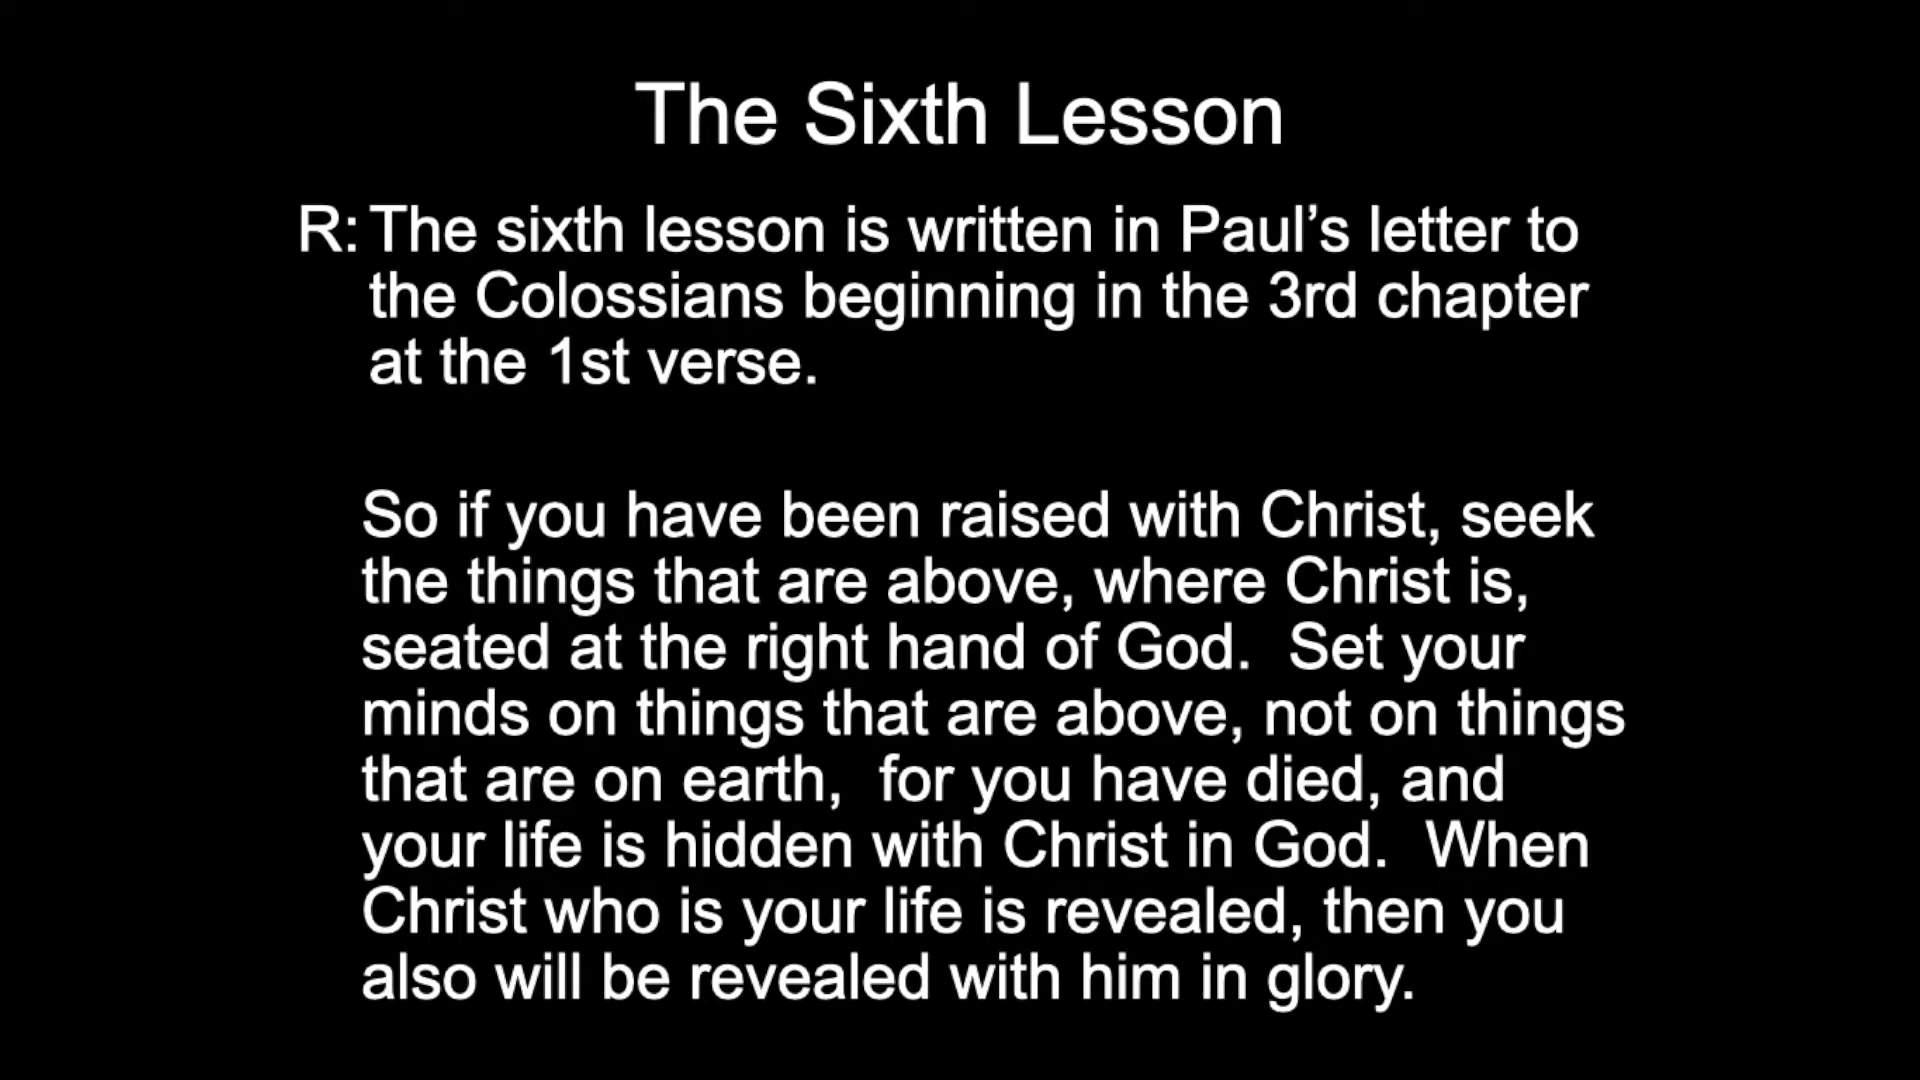 The Sixth Lesson
R: The sixth lesson is written in Paul’s letter to
the Colossians beginning in the 3rd chapter
at the 1st verse.
So if you have been raised with Christ, seek
the things that are above, where Christ is,
seated at the right hand of God.  Set your
minds on things that are above, not on things
that are on earth,  for you have died, and
your life is hidden with Christ in God.  When
Christ who is your life is revealed, then you
also will be revealed with him in glory.